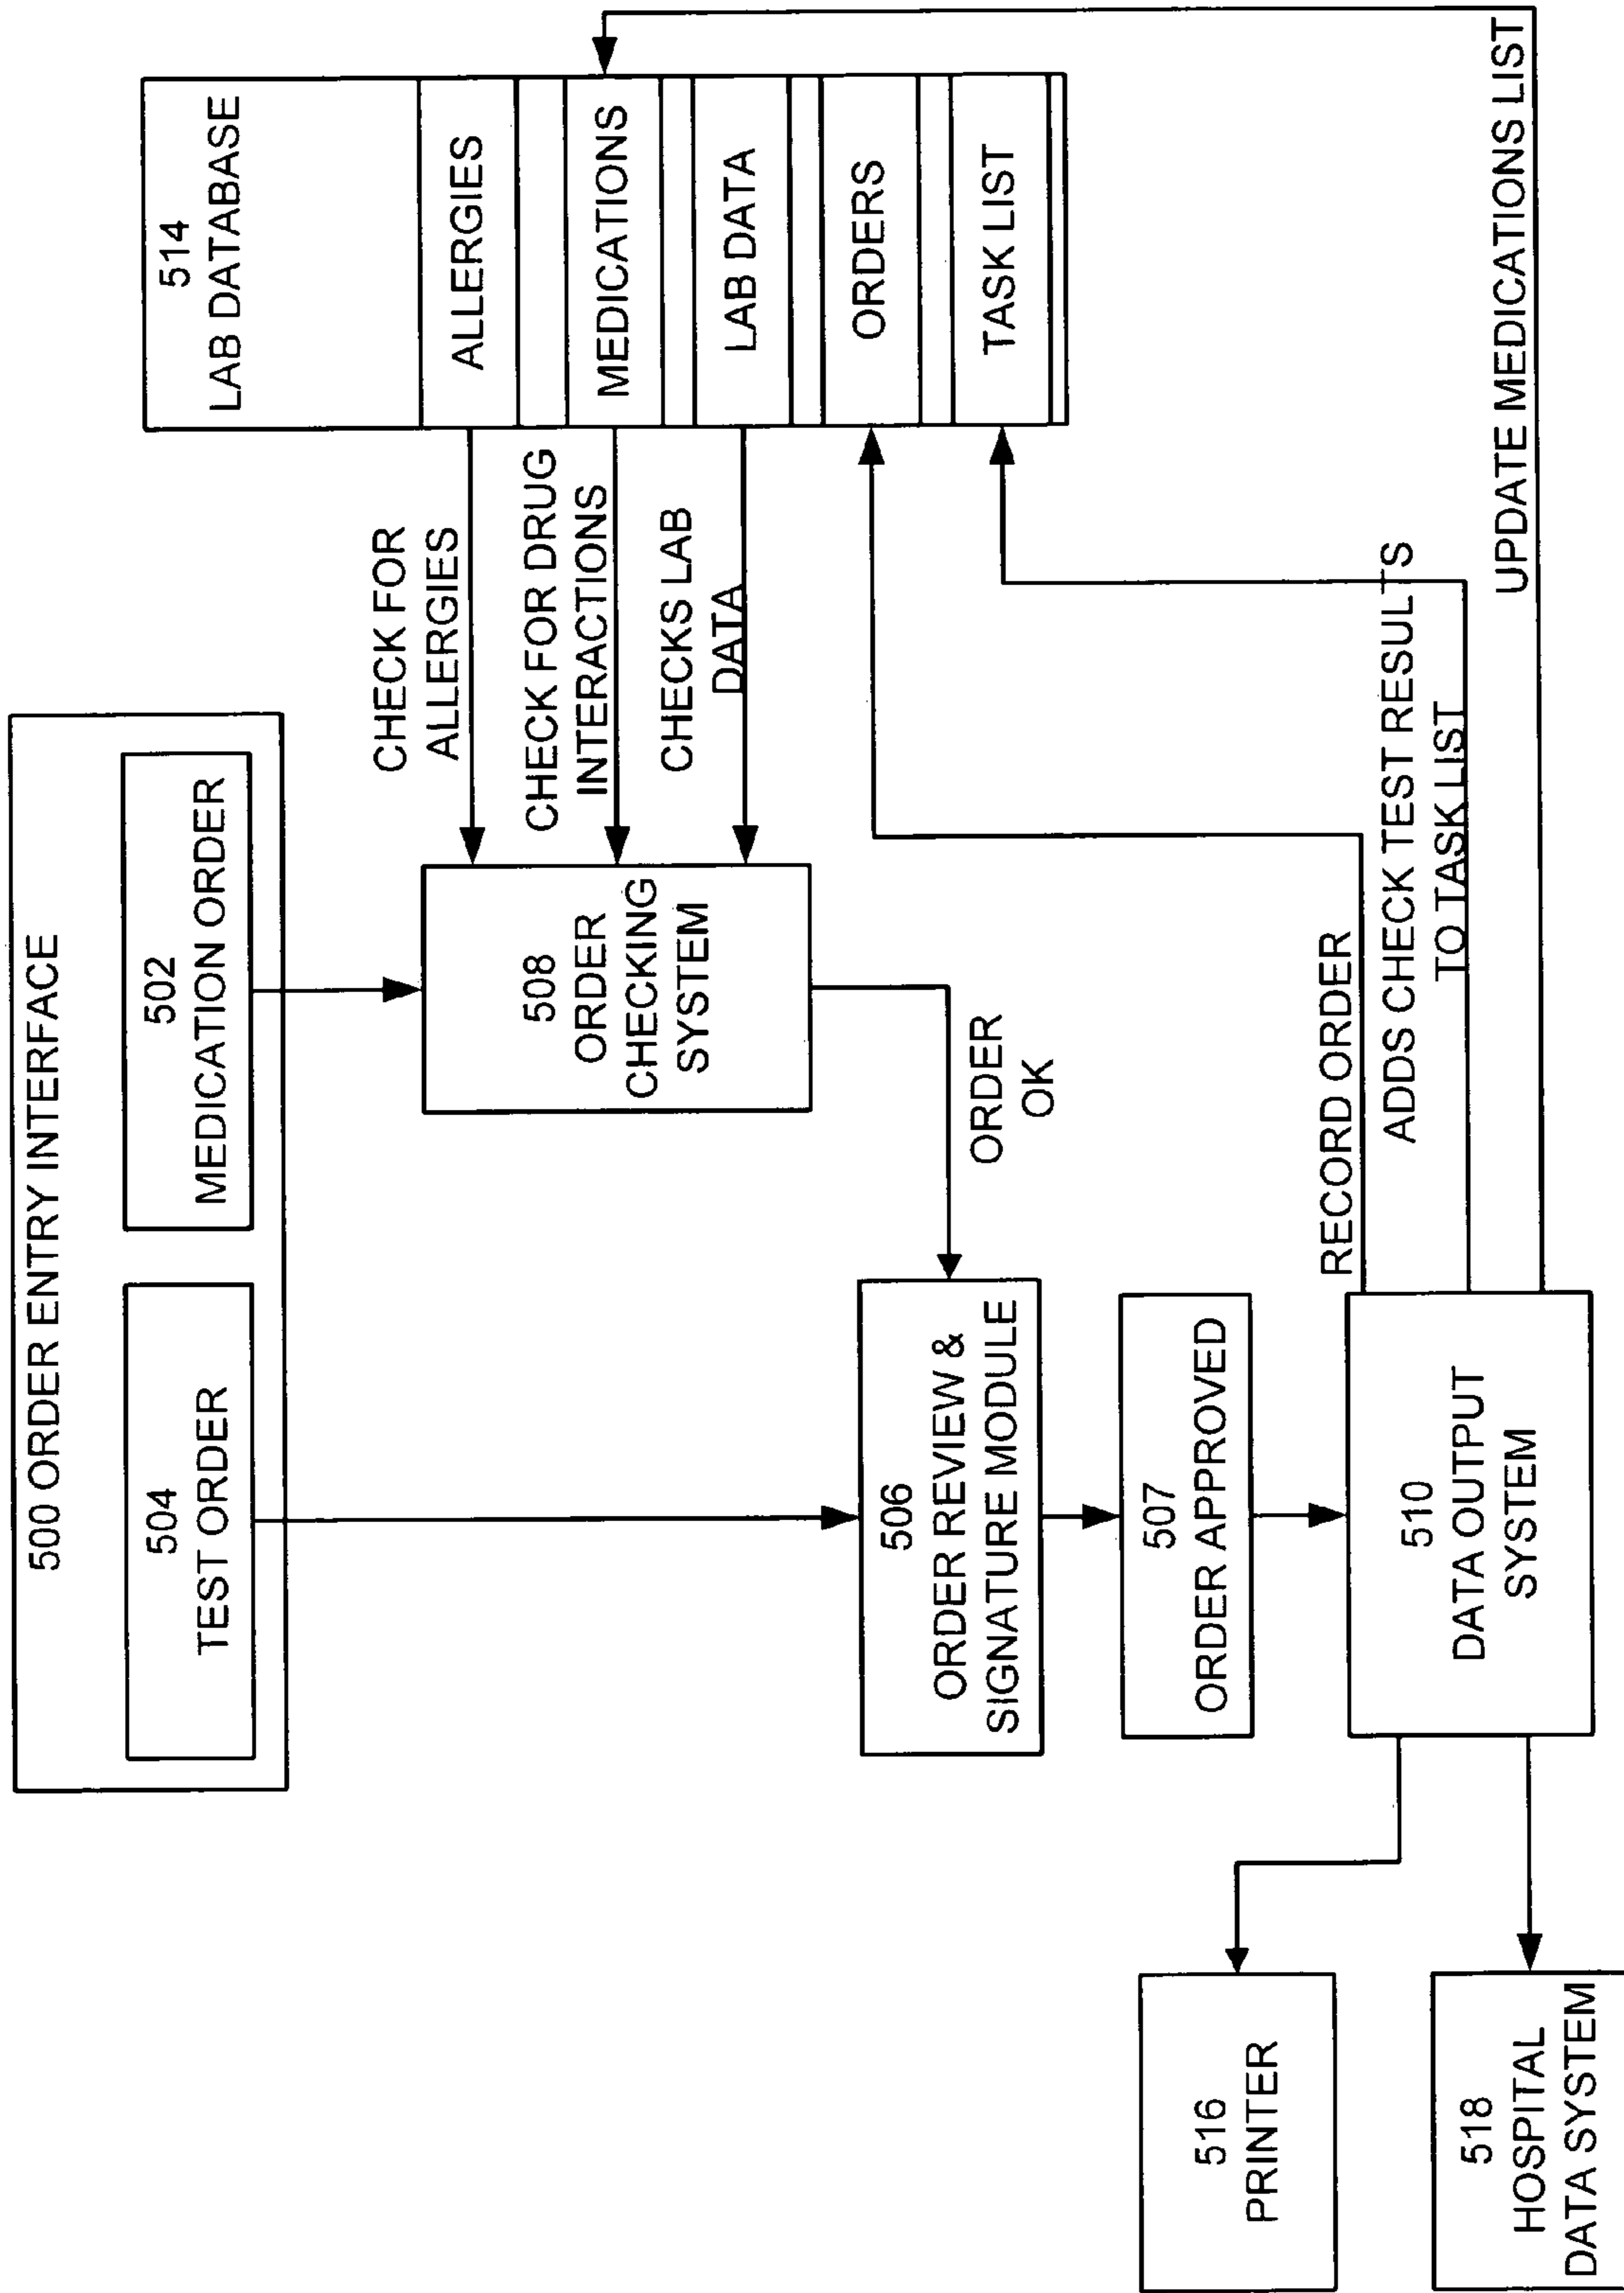 500 ORDER ENTRY INTERFACE
504
TEST ORDER
502
MEDICATION ORDER
514
LAB DATABASE
ALLERGIES
MEDICATIONS
LAB DATA
ORDERS
TASK LIST
CHECK FOR
ALLERGIES
CHECK FOR DRUG
INTERACTIONS
CHECKS LAB
DATA
508
ORDER
CHECKING
SYSTEM
ORDER
OK
506
ORDER REVIEW &
SIGNATURE MODULE
507
ORDER APPROVED
510
DATA OUTPUT
SYSTEM
RECORD ORDER
ADDS CHECK TEST RESULTS
TO TASK LIST
UPDATE MEDICATIONS LIST
516
PRINTER
518
HOSPITAL
DATA SYSTEM